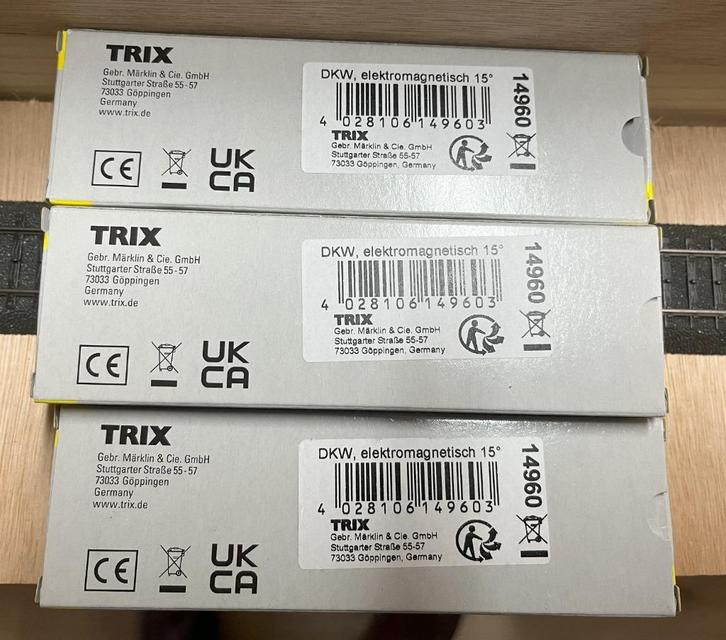 TRIX
Gebr. Märklin & Cie. GmbH
Stuttgarter Straße 55-57
73033 Göppingen
Germany
www.trix.de
CE
UK
CA
DKW, elektromagnetisch 15°
4 028106 149603
TRIX
Gebr. Märklin & Cie. GmbH
Stuttgarter Straße 55-57
73033 Göppingen, Germany
14960
TRIX
Gebr. Märklin & Cie. GmbH
Stuttgarter Straße 55-57
73033 Göppingen
Germany
www.trix.de
CE
UK
CA
DKW, elektromagnetisch 15°
4 028106 149603
TRIX
Gebr. Märklin & Cie. GmbH
Stuttgarter Straße 55-57
73033 Göppingen, Germany
14960
TRIX
Gebr. Märklin & Cie. GmbH
Stuttgarter Straße 55-57
73033 Göppingen
Germany
www.trix.de
CE
UK
CA
DKW, elektromagnetisch 15°
4 028106 149603
TRIX
Gebr. Märklin & Cie. GmbH
Stuttgarter Straße 55-57
73033 Göppingen, Germany
14960